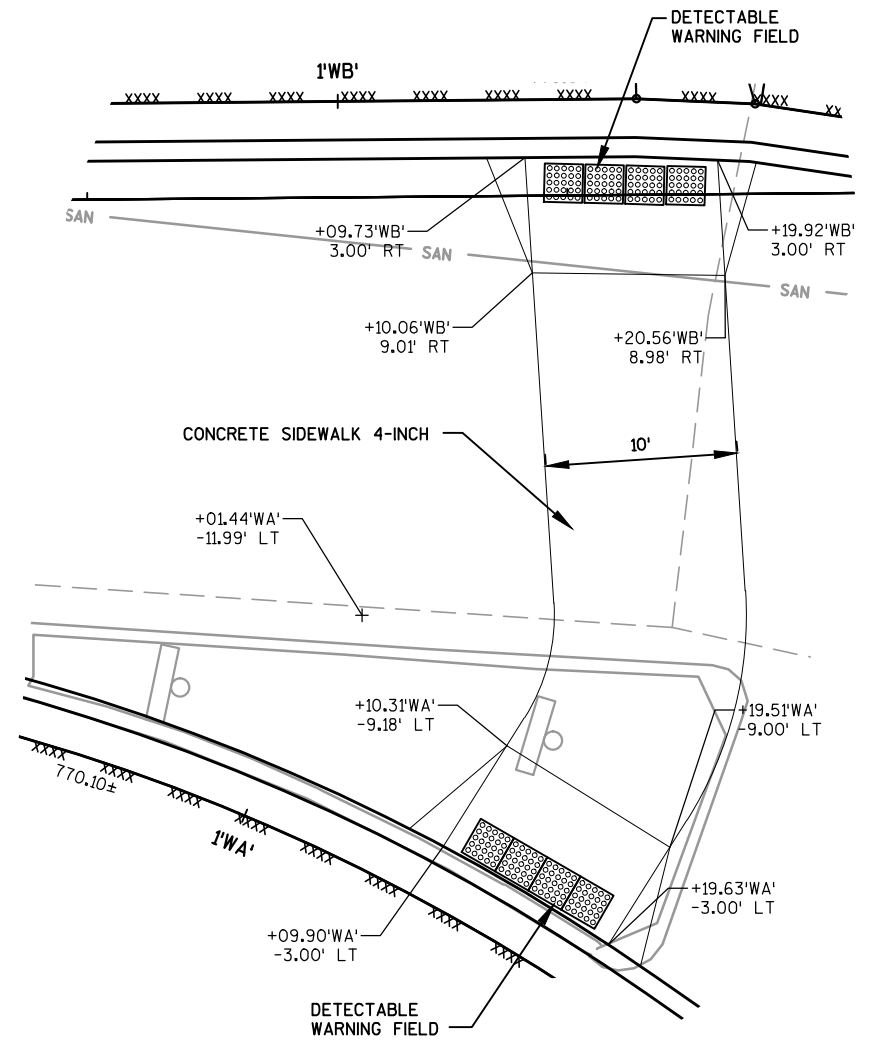 DETECTABLE
WARNING FIELD
1'WB'
XXXX XXXX XXXX XXXX XXXX XXXX XXXX XXXX XXXX XX
SAN
+09.73'WB'
3.00' RT
SAN
+19.92'WB'
3.00' RT
SAN
+10.06'WB'
9.01' RT
+20.56'WB'
8.98' RT
CONCRETE SIDEWALK 4-INCH
10'
+01.44'WA'
-11.99' LT
+10.31'WA'
-9.18' LT
+19.51'WA'
-9.00' LT
XXXX XXXX XXXX XXXX XXXX XXXX XXXX XXXX
770.10±
1'WA'
+19.63'WA'
-3.00' LT
+09.90'WA'
-3.00' LT
DETECTABLE
WARNING FIELD